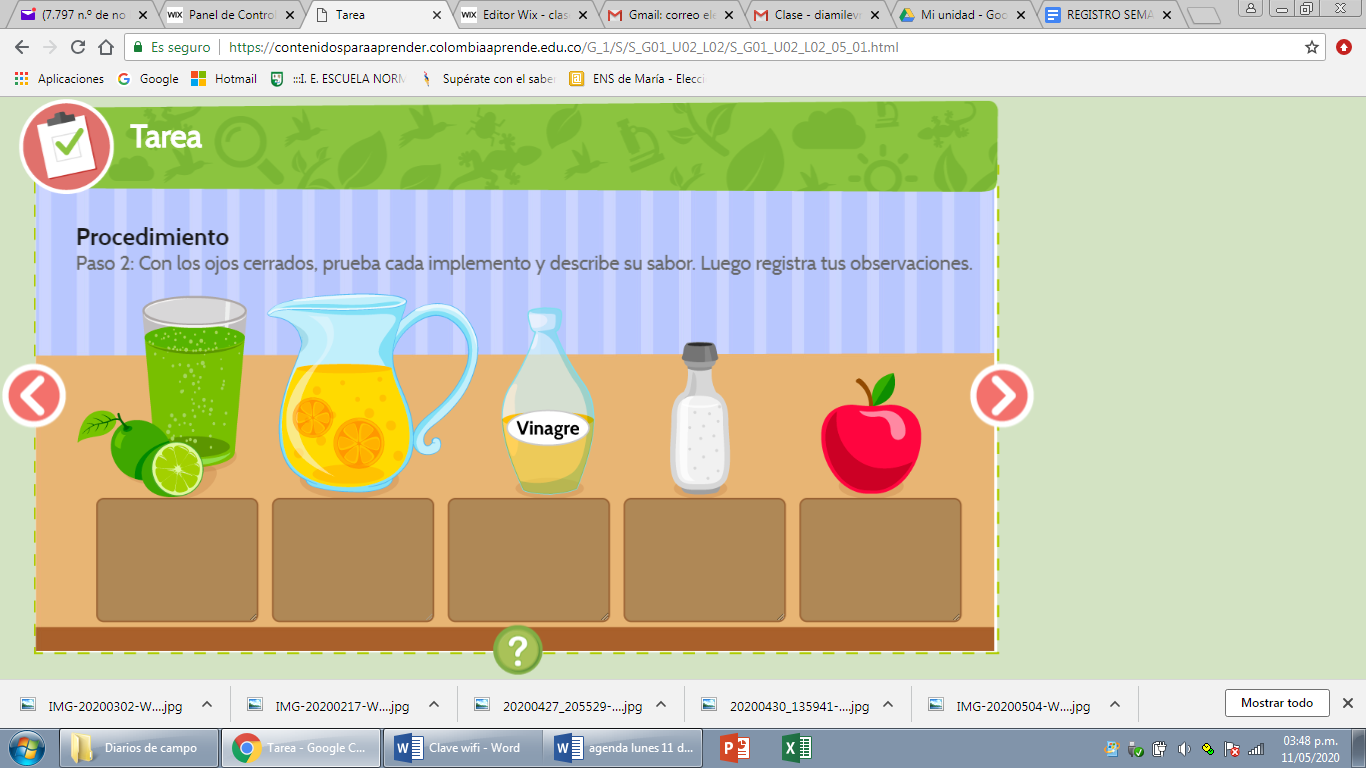 (7.797 n.º de no
Panel de Control
Tarea
WIX
Editor Wix - clas
Gmail: correo ele
Clase - diamilevr
Mi unidad - Goo
REGISTRO SEMA
Es seguro
https://contenidosparaaprender.colombiaaprende.edu.co/G_1/S/S_G01_U02_L02/S_G01_U02_L02_05_01.html
Aplicaciones
Google
Hotmail
:::I. E. ESCUELA NORM
Supérate con el sabe
ENS de María - Elecci
Tarea
Procedimiento
Paso 2: Con los ojos cerrados, prueba cada implemento y describe su sabor. Luego registra tus observaciones.
Vinagre
?
IMG-20200302-W....jpg
IMG-20200217-W....jpg
20200427_205529-....jpg
20200430_135941-....jpg
IMG-20200504-W....jpg
Mostrar todo
Diarios de campo
Tarea - Google C...
Clave wifi - Word
agenda lunes 11 d...
03:48 p.m.
11/05/2020